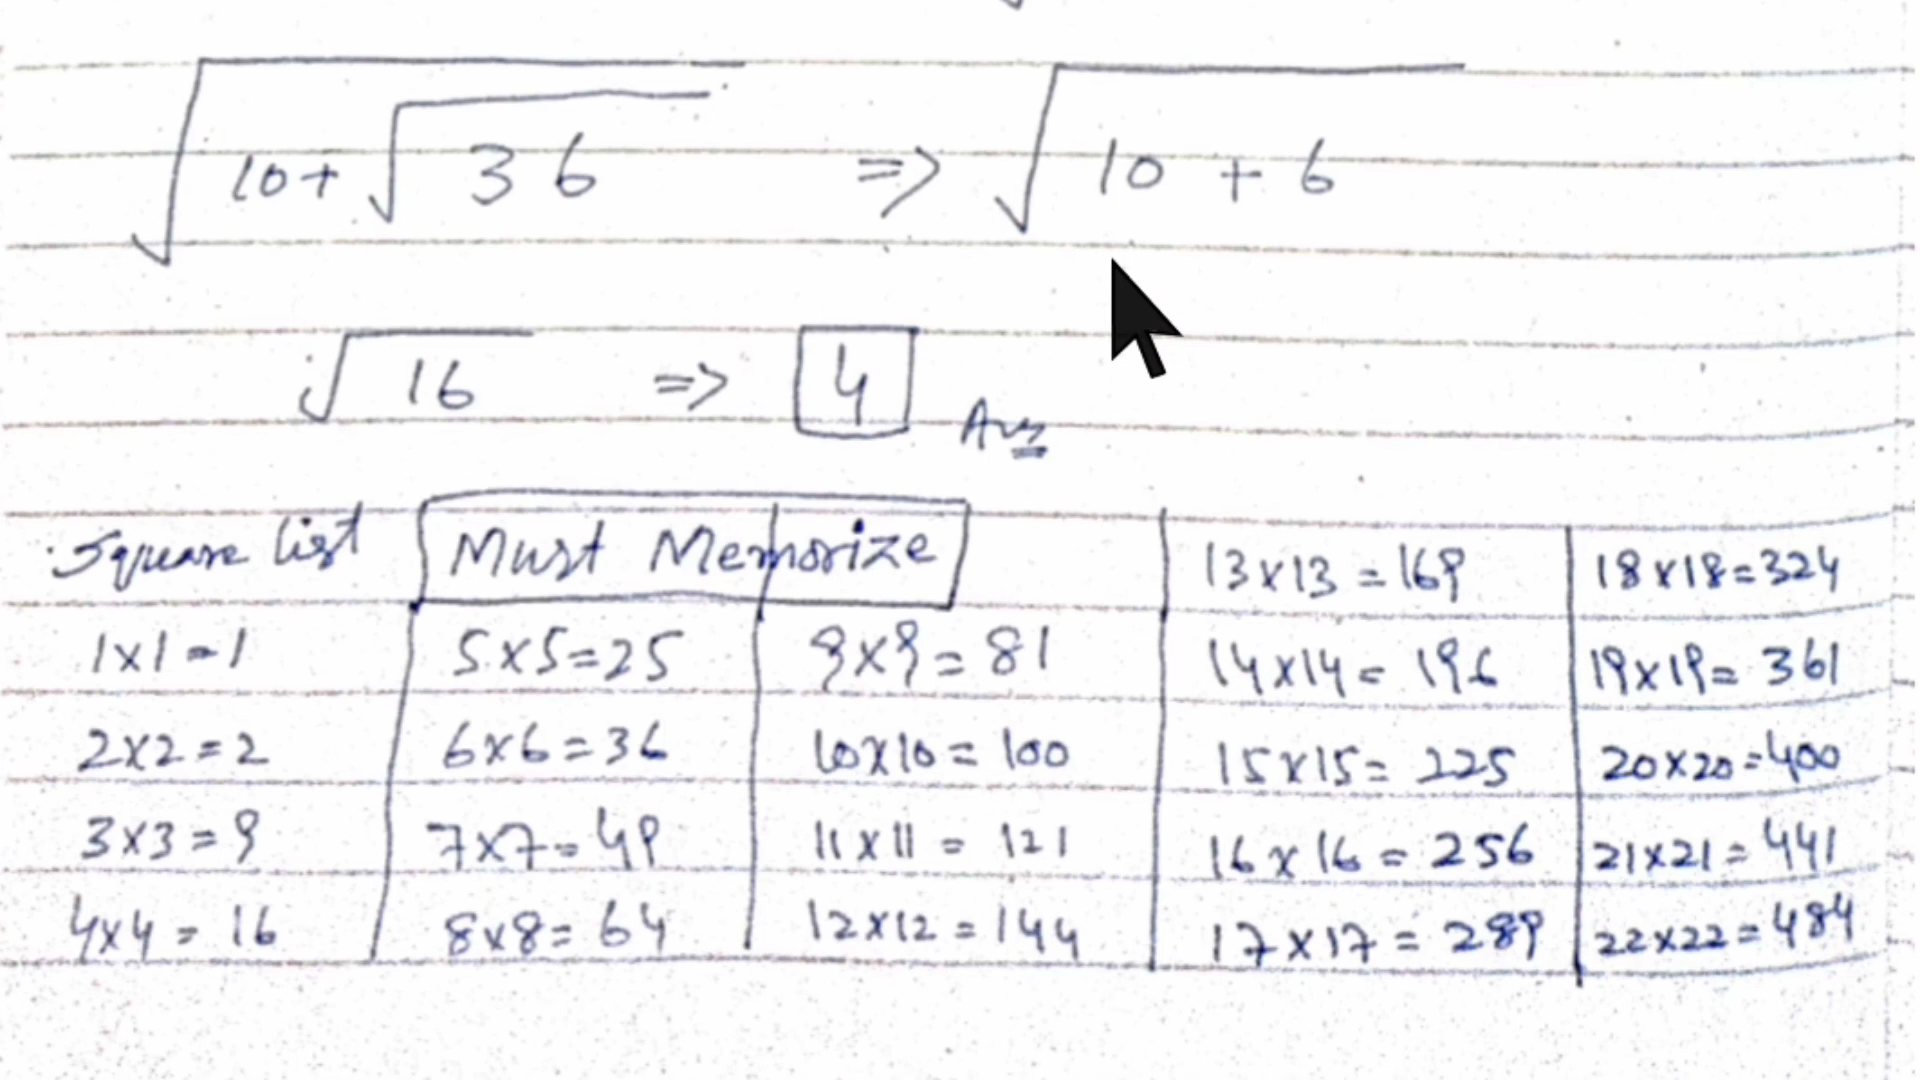 √(10+√36) => √(10 + 6)
√16 => 4 Ans
Square list Must Memorize
1x1=1
2x2=2
3x3=9
4x4=16
5x5=25
6x6=36
7x7=49
8x8=64
9x9=81
10x10=100
11x11=121
12x12=144
13x13=169
14x14=196
15x15=225
16x16=256
17x17=289
18x18=324
19x19=361
20x20=400
21x21=441
22x22=484